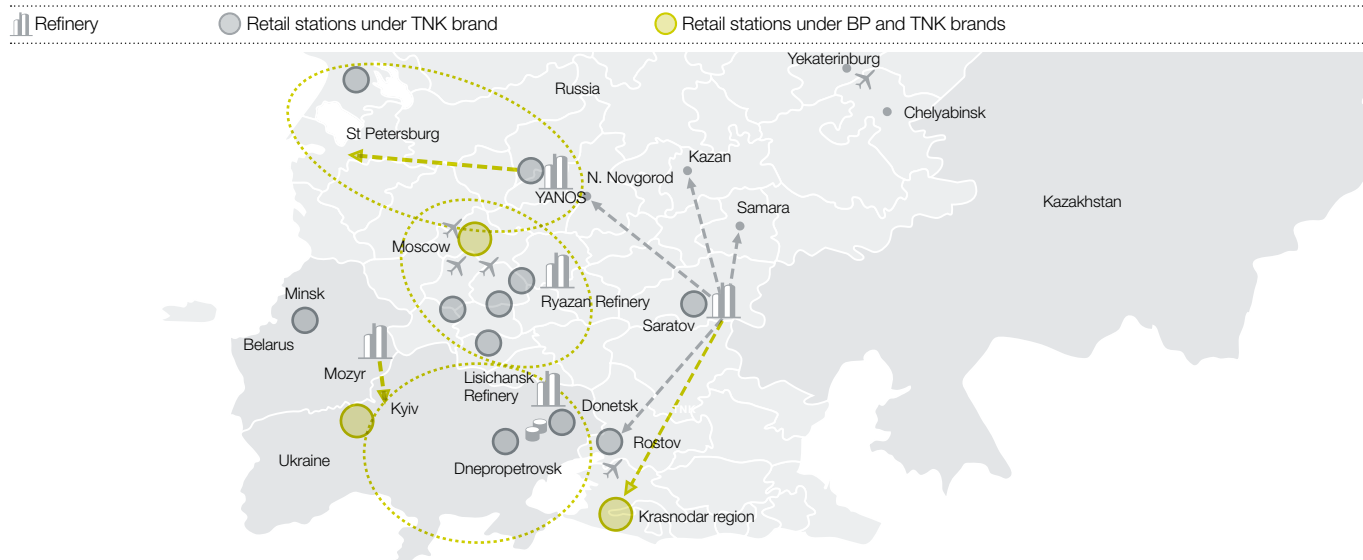 Refinery
Retail stations under TNK brand
Retail stations under BP and TNK brands
Yekaterinburg
Russia
Chelyabinsk
St Petersburg
Kazan
N. Novgorod
YANOS
Samara
Kazakhstan
Moscow
Minsk
Ryazan Refinery
Saratov
Belarus
Mozyr
Lisichansk
Refinery
Kyiv
Donetsk
Rostov
Ukraine
Dnepropetrovsk
Krasnodar region